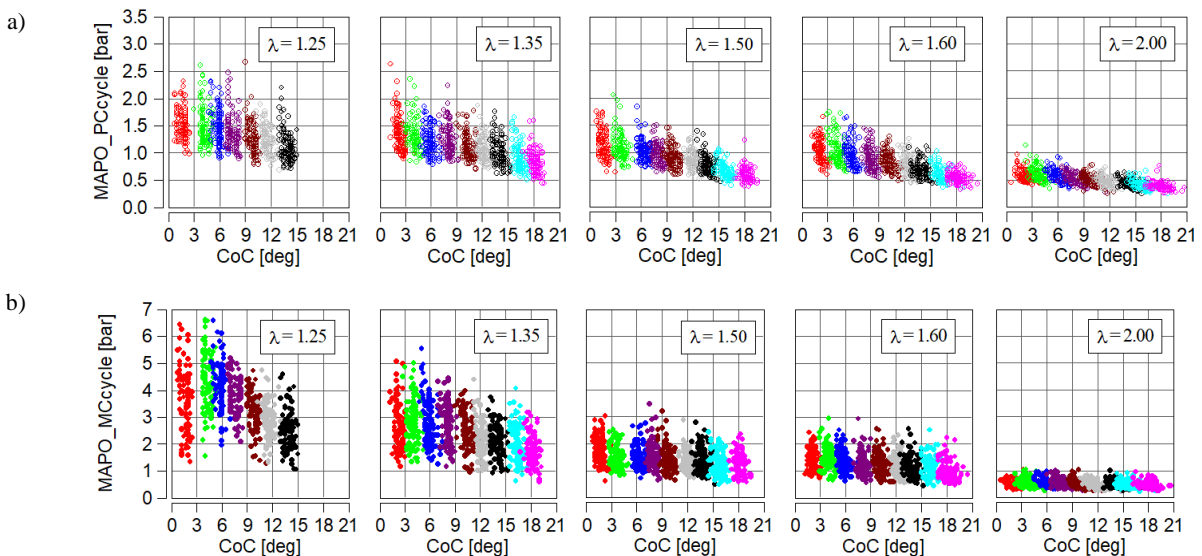 a)
MAPO_PCcycle [bar]
3.5
3.0
2.5
2.0
1.5
1.0
0.5
0.0
λ = 1.25
λ = 1.35
λ = 1.50
λ = 1.60
λ = 2.00
0 3 6 9 12 15 18 21
0 3 6 9 12 15 18 21
0 3 6 9 12 15 18 21
0 3 6 9 12 15 18 21
0 3 6 9 12 15 18 21
CoC [deg]
CoC [deg]
CoC [deg]
CoC [deg]
CoC [deg]
b)
MAPO_MCcycle [bar]
7
6
5
4
3
2
1
0
λ = 1.25
λ = 1.35
λ = 1.50
λ = 1.60
λ = 2.00
0 3 6 9 12 15 18 21
0 3 6 9 12 15 18 21
0 3 6 9 12 15 18 21
0 3 6 9 12 15 18 21
0 3 6 9 12 15 18 21
CoC [deg]
CoC [deg]
CoC [deg]
CoC [deg]
CoC [deg]